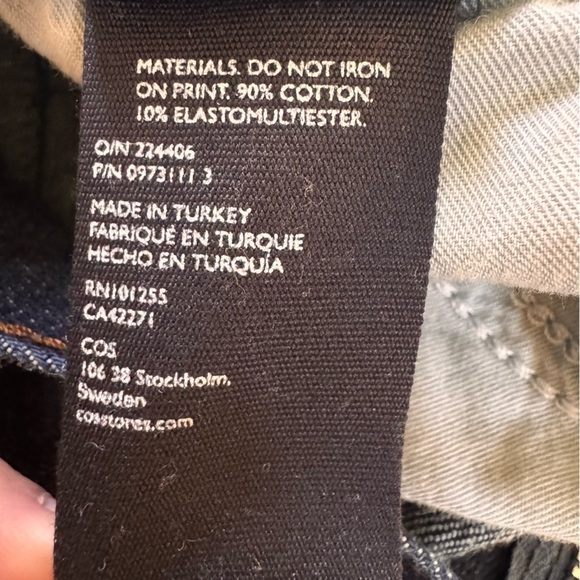 MATERIALS. DO NOT IRON
ON PRINT. 90% COTTON.
10% ELASTOMULTIESTER.
O/N 224406
P/N 0973111 3
MADE IN TURKEY
FABRIQUÉ EN TURQUIE
HECHO EN TURQUÍA
RN101255
CA42271
COS
106 38 Stockholm,
Sweden
cosstores.com